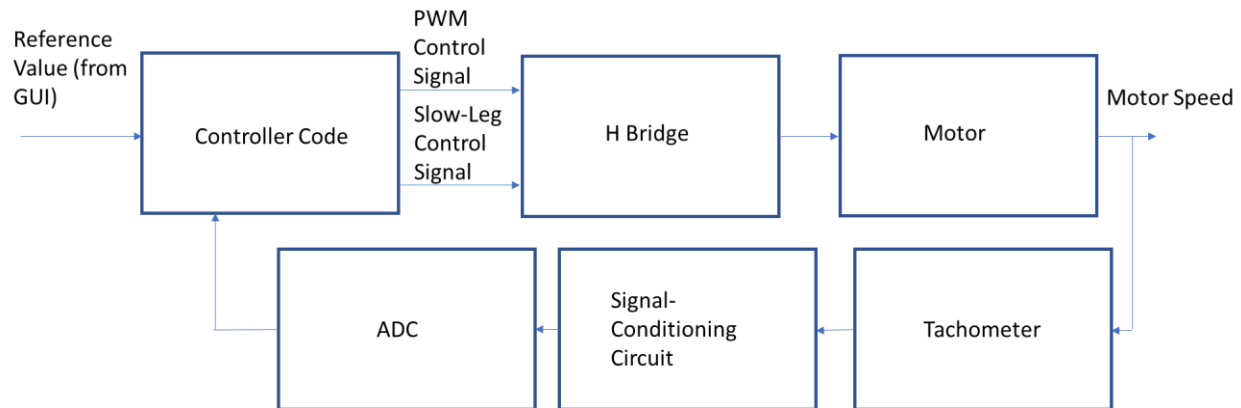 Reference
Value (from
GUI)
Controller Code
PWM
Control
Signal
Slow-Leg
Control
Signal
H Bridge
Motor
Motor Speed
ADC
Signal-
Conditioning
Circuit
Tachometer